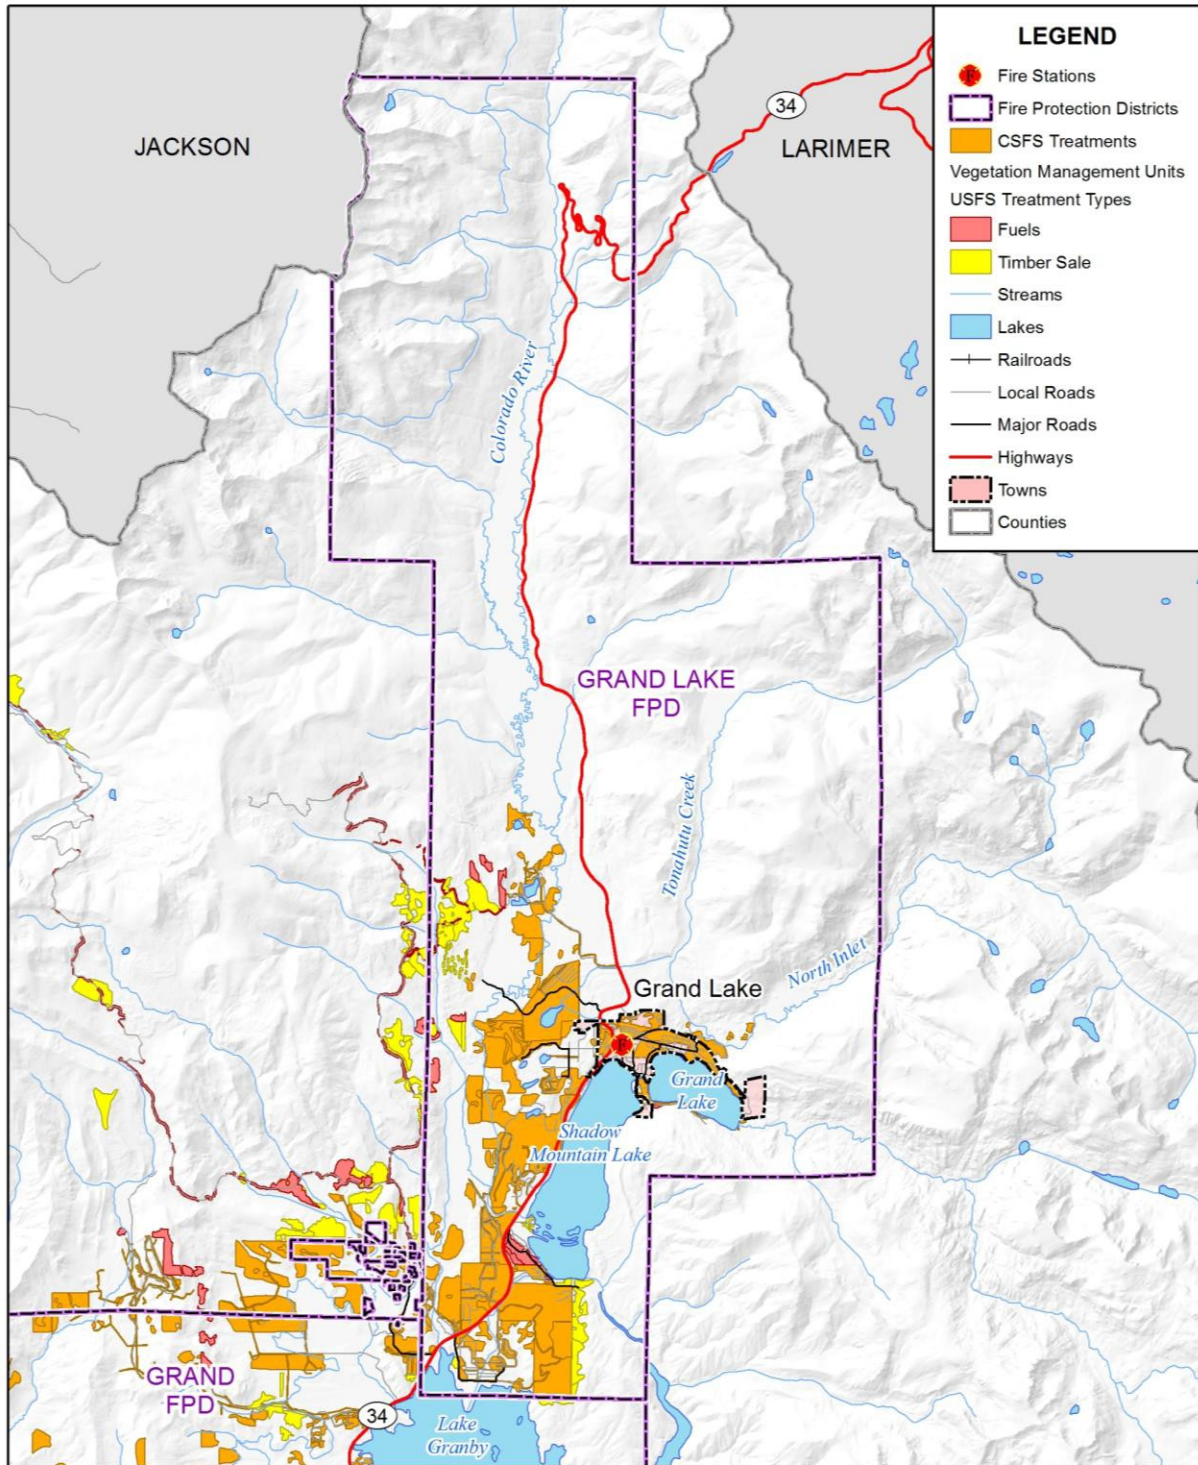 LEGEND
F Fire Stations
Fire Protection Districts
CSFS Treatments
Vegetation Management Units
USFS Treatment Types
Fuels
Timber Sale
Streams
Lakes
Railroads
Local Roads
Major Roads
Highways
Towns
Counties
34
JACKSON
LARIMER
Colorado River
GRAND LAKE
FPD
Tonahutu Creek
North Inlet
Grand Lake
F
Grand
Lake
Shadow
Mountain Lake
GRAND
FPD
34
Lake
Granby